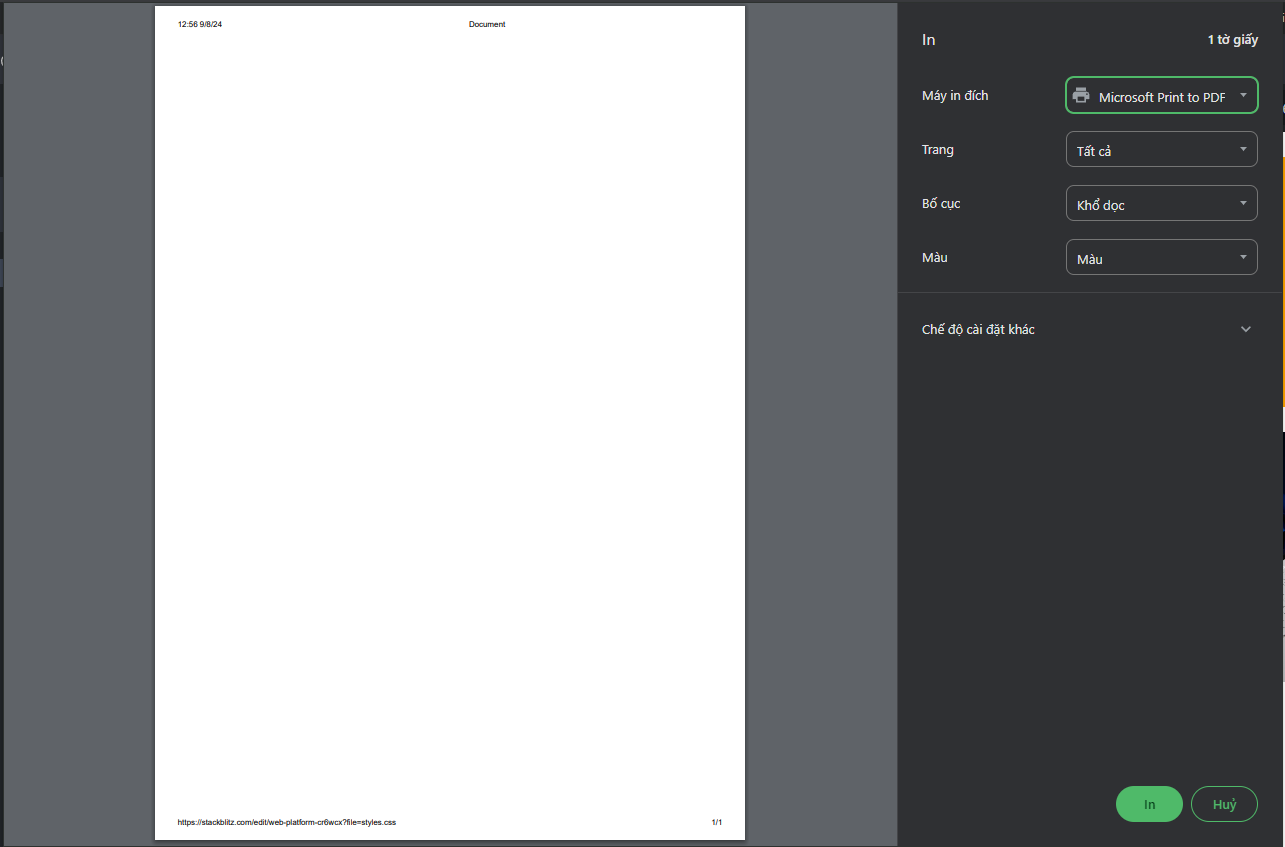 12:56 9/8/24
Document
https://stackblitz.com/edit/web-platform-cr6wcx?file=styles.css
1/1
In
1 tờ giấy
Máy in đích
Microsoft Print to PDF
Trang
Tất cả
Bố cục
Khổ dọc
Màu
Màu
Chế độ cài đặt khác
In
Huỷ